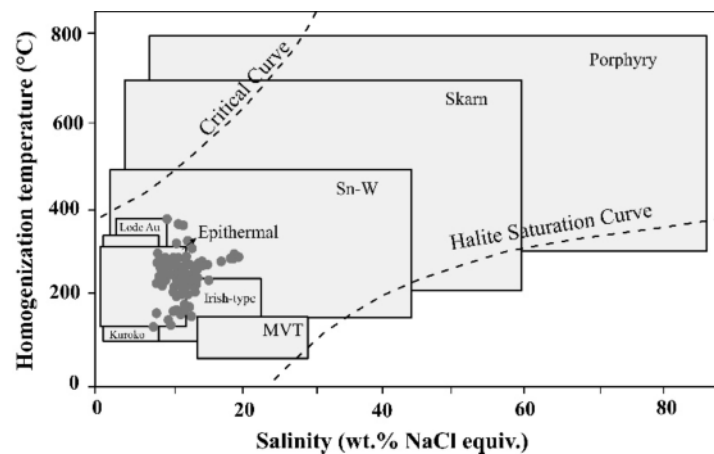 800
600
400
200
0
Homogenization temperature (°C)
Critical Curve
Porphyry
Skarn
Sn-W
Halite Saturation Curve
Lode Au
Epithermal
Irish-type
Kuroko
MVT
0 20 40 60 80
Salinity (wt.% NaCl equiv.)